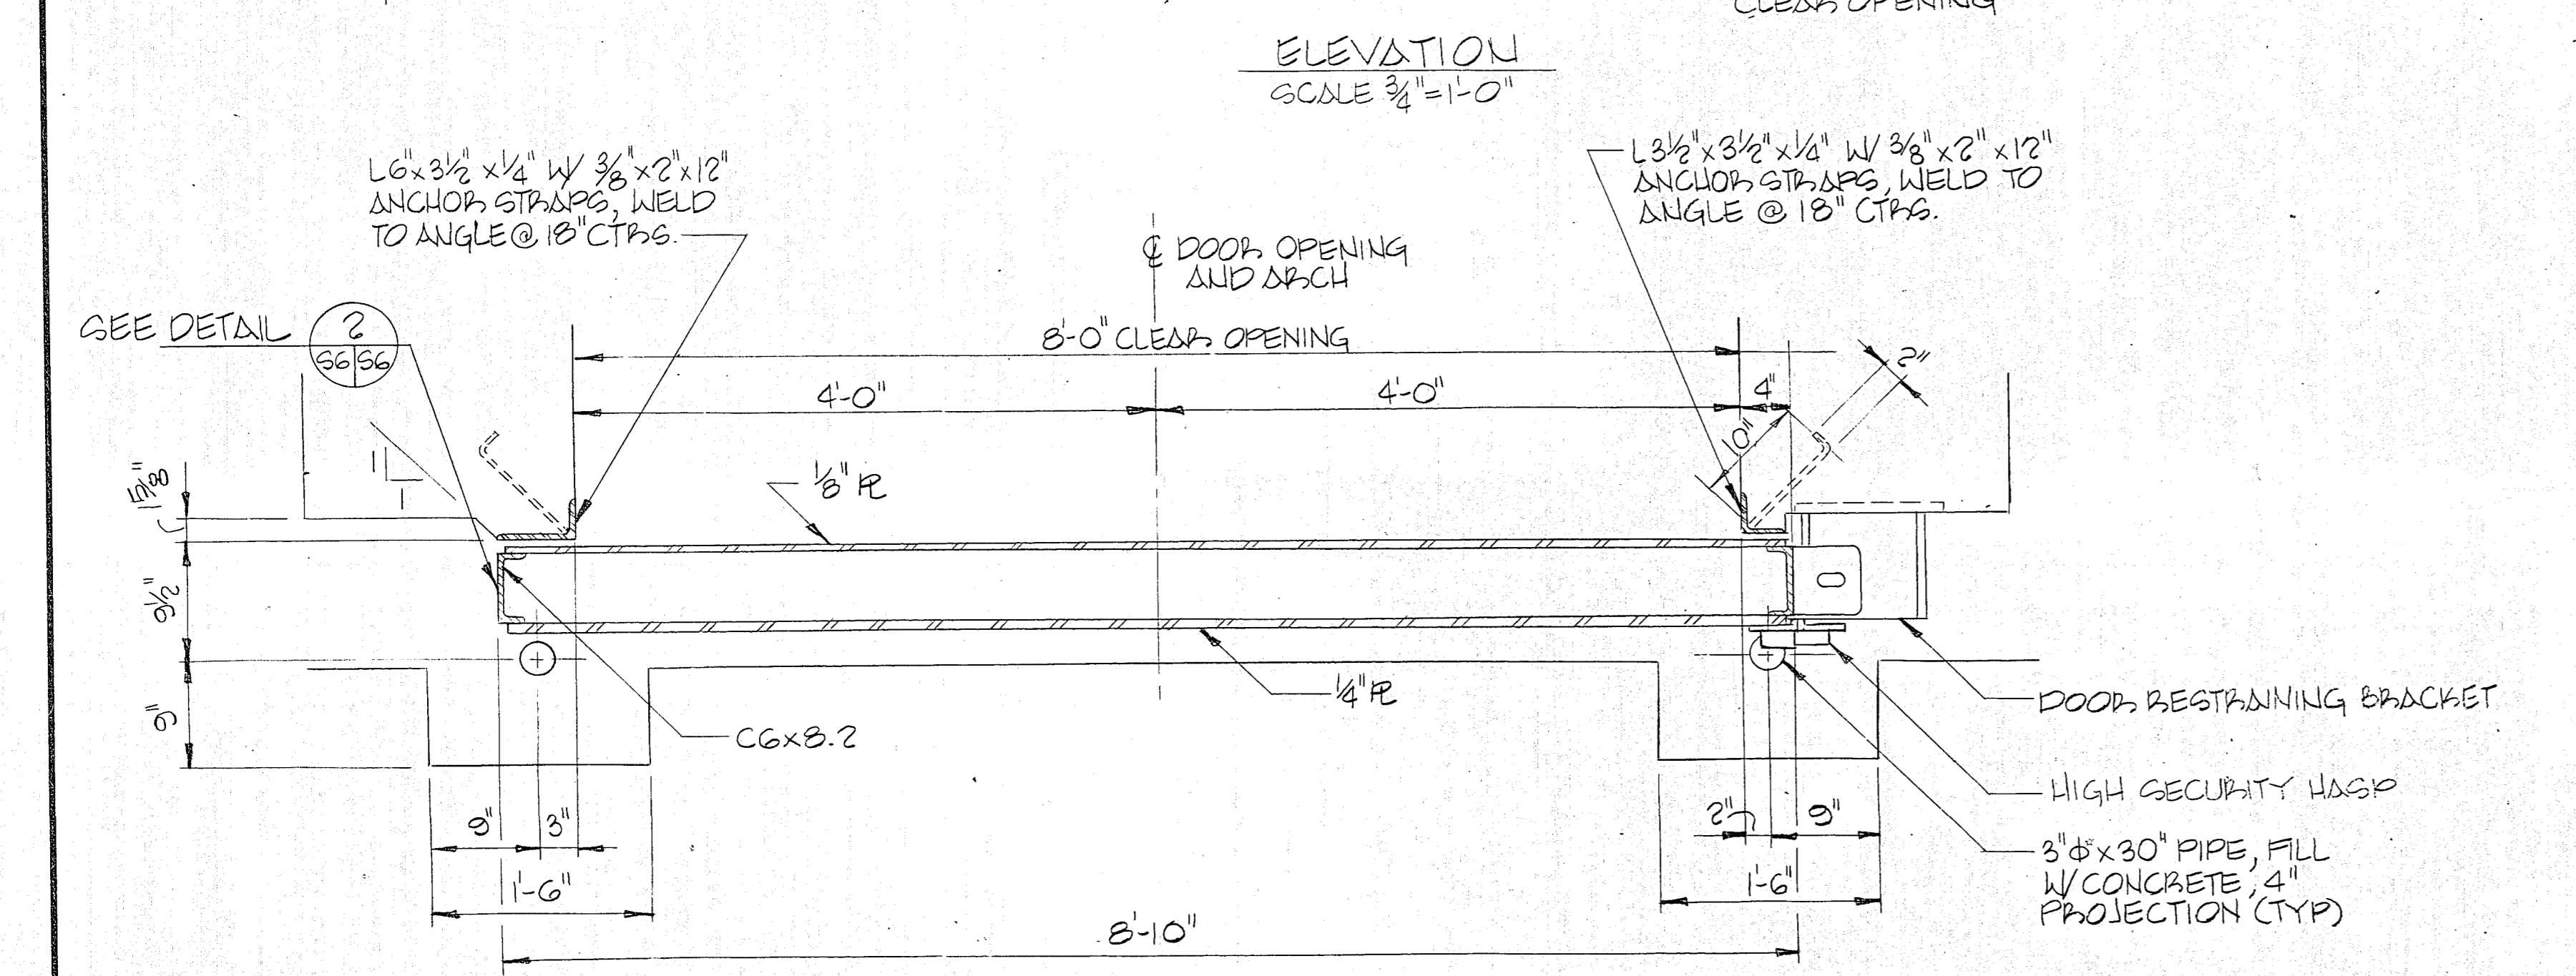 CLEAR OPENING
ELEVATION
SCALE 3/4"=1'-0"
L6"x3½"x¼" W/ 3/8"x2"x12"
ANCHOR STRAPS, WELD
TO ANGLE @ 18" CTRS.
L3½"x3½"x¼" W/ 3/8"x2"x12"
ANCHOR STRAPS, WELD TO
ANGLE @ 18" CTRS.
℄ DOOR OPENING
AND ARCH
SEE DETAIL 2
S6 S6
8'-0" CLEAR OPENING
2"
4'-0"
4'-0"
4"
10"
1
1
1 5/8"
1/8" PL
9½"
¼" PL
9"
C6x8.2
DOOR RESTRAINING BRACKET
HIGH SECURITY HASP
9"
3"
2"
9"
3"ϕx30" PIPE, FILL
W/ CONCRETE, 4"
PROJECTION (TYP)
1'-6"
1'-6"
8'-10"